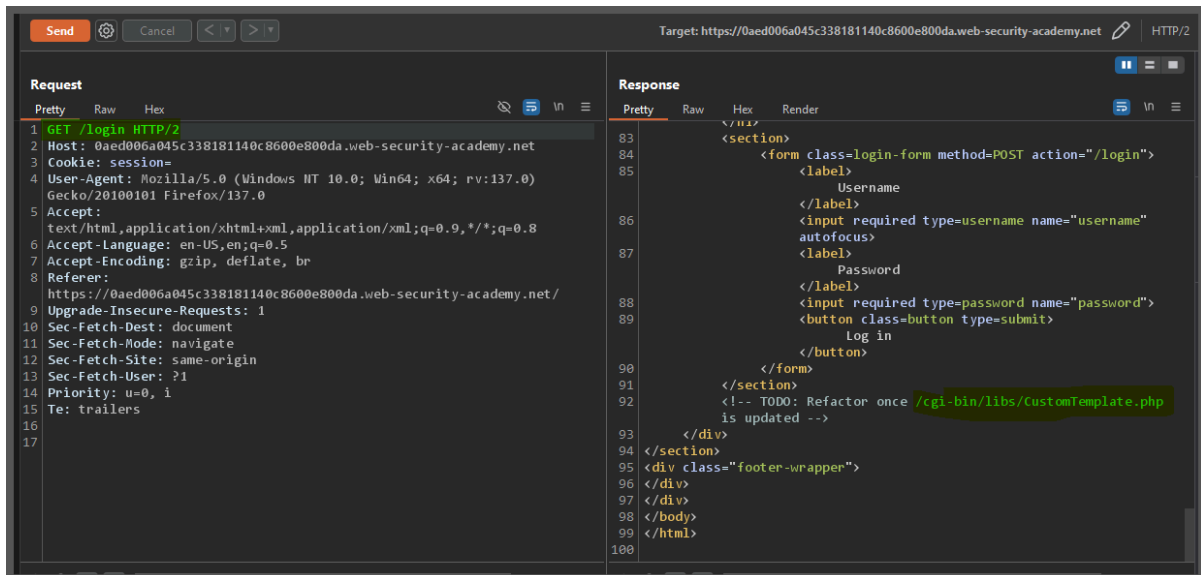 Send Cancel < > Target: https://0aed006a045c338181140c8600e800da.web-security-academy.net HTTP/2
Request
Pretty Raw Hex \n
1 GET /login HTTP/2
2 Host: 0aed006a045c338181140c8600e800da.web-security-academy.net
3 Cookie: session=
4 User-Agent: Mozilla/5.0 (Windows NT 10.0; Win64; x64; rv:137.0)
Gecko/20100101 Firefox/137.0
5 Accept:
text/html,application/xhtml+xml,application/xml;q=0.9,*/*;q=0.8
6 Accept-Language: en-US,en;q=0.5
7 Accept-Encoding: gzip, deflate, br
8 Referer:
https://0aed006a045c338181140c8600e800da.web-security-academy.net/
9 Upgrade-Insecure-Requests: 1
10 Sec-Fetch-Dest: document
11 Sec-Fetch-Mode: navigate
12 Sec-Fetch-Site: same-origin
13 Sec-Fetch-User: ?1
14 Priority: u=0, i
15 Te: trailers
16
17
Response
Pretty Raw Hex Render \n
</h1>
83 <section>
84 <form class=login-form method=POST action="/login">
85 <label>
Username
</label>
86 <input required type=username name="username"
autofocus>
87 <label>
Password
</label>
88 <input required type=password name="password">
89 <button class=button type=submit>
Log in
</button>
90 </form>
91 </section>
92 <!-- TODO: Refactor once /cgi-bin/libs/CustomTemplate.php
is updated -->
93 </div>
94 </section>
95 <div class="footer-wrapper">
96 </div>
97 </div>
98 </body>
99 </html>
100